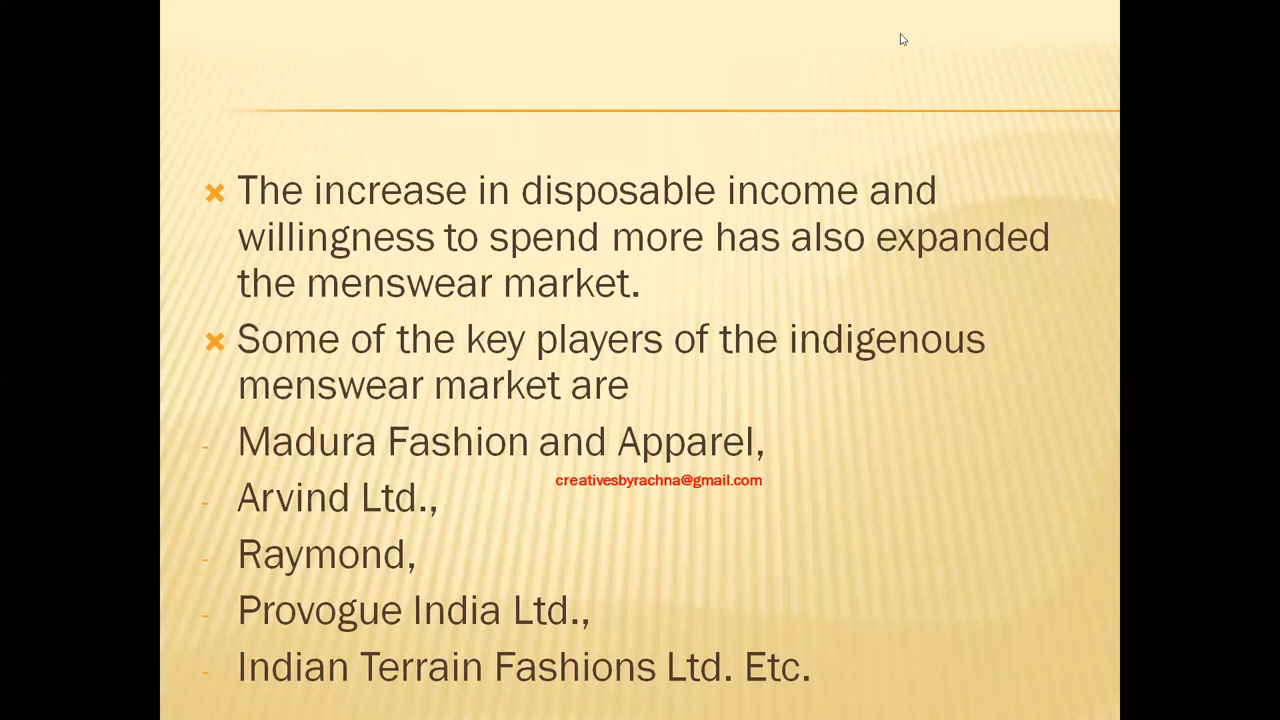 The increase in disposable income and
willingness to spend more has also expanded
the menswear market.
Some of the key players of the indigenous
menswear market are
- Madura Fashion and Apparel,
creativesbyrachna@gmail.com
- Arvind Ltd.,
- Raymond,
- Provogue India Ltd.,
- Indian Terrain Fashions Ltd. Etc.